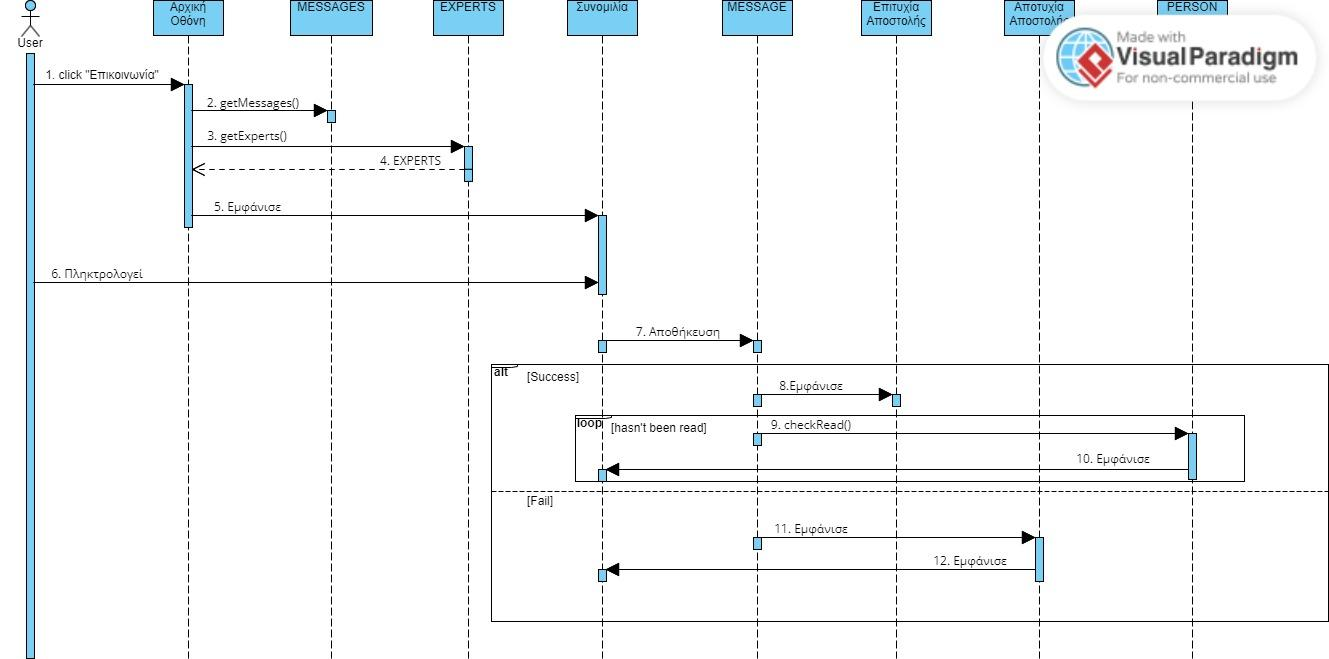 Αρχική
Οθόνη
MESSAGES
EXPERTS
Συνομιλία
MESSAGE
Επιτυχία
Αποστολής
Αποτυχία
Αποστολής
PERSON
User
Made with
Visual Paradigm
For non-commercial use
1. click "Επικοινωνία"
2. getMessages()
3. getExperts()
4. EXPERTS
5. Εμφάνισε
6. Πληκτρολογεί
7. Αποθήκευση
alt
[Success]
8.Εμφάνισε
loop
[hasn't been read]
9. checkRead()
10. Εμφάνισε
[Fail]
11. Εμφάνισε
12. Εμφάνισε